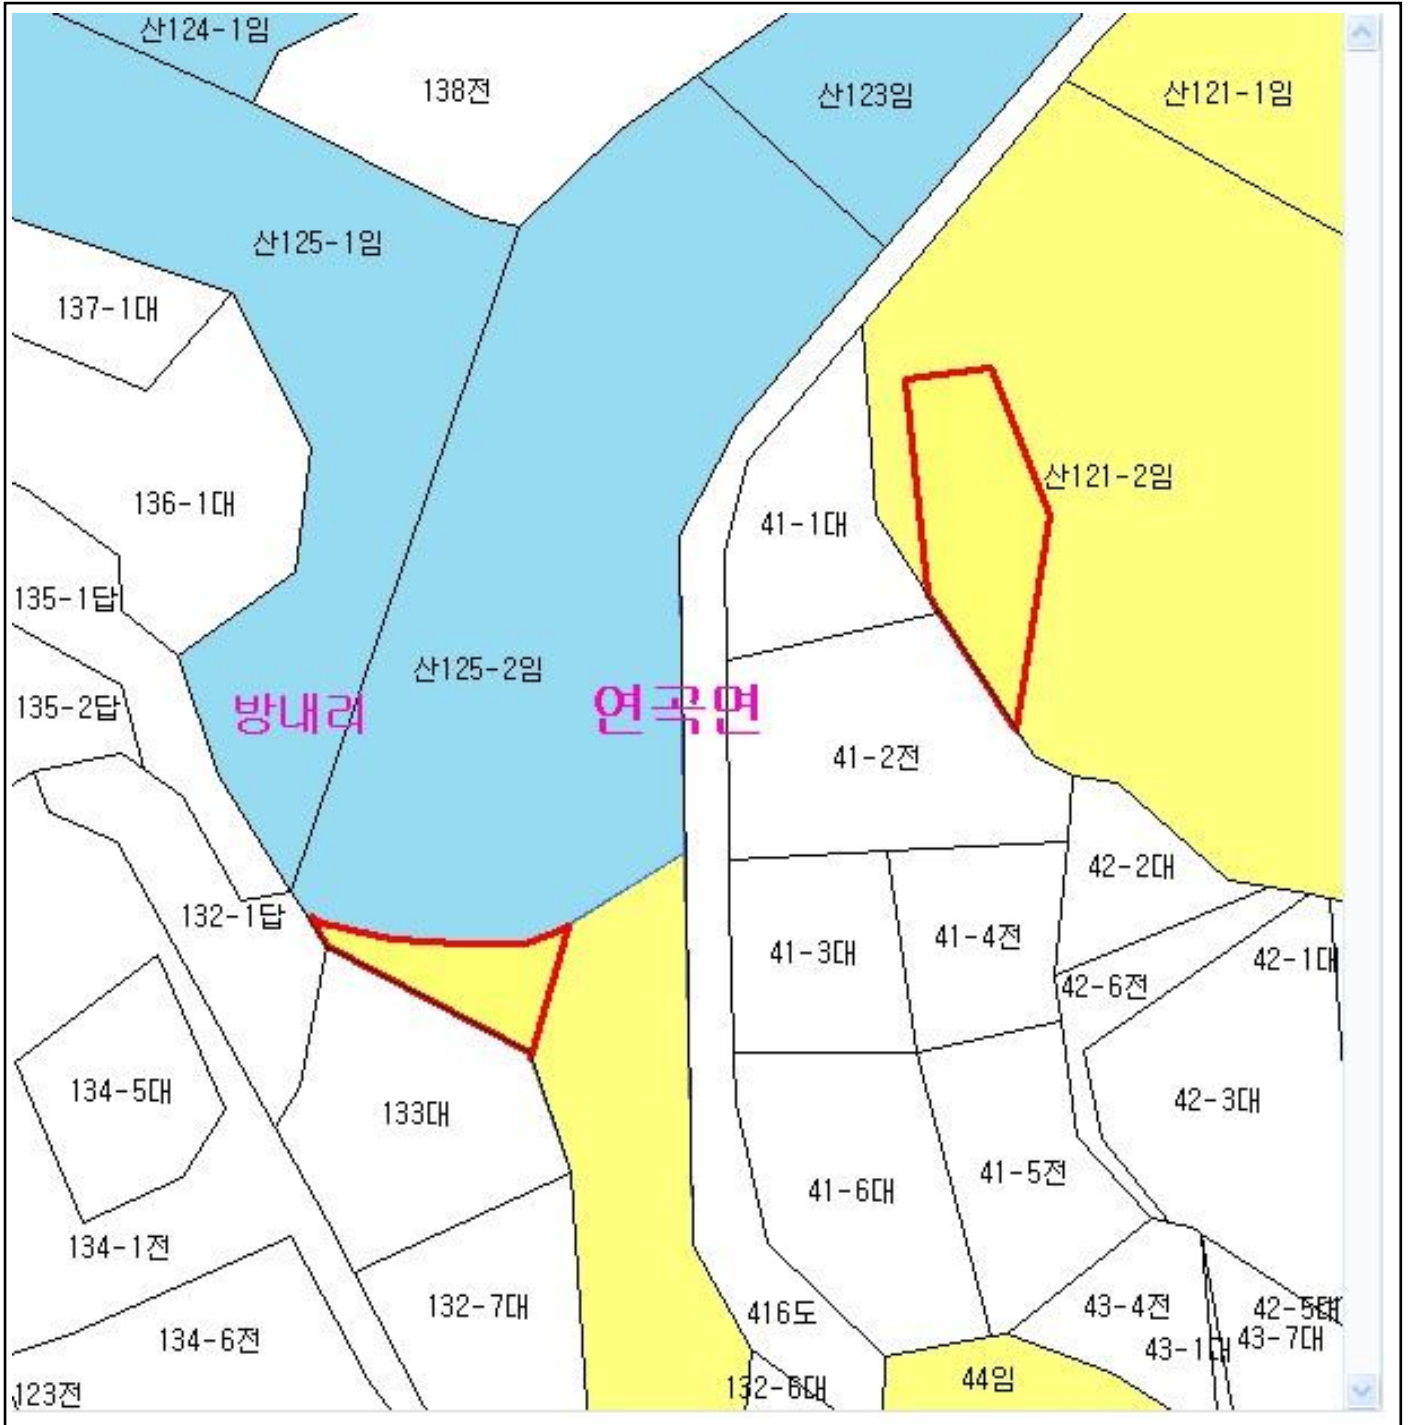 산124-1임
138전
산123임
산121-1임
산125-1임
137-1대
산121-2임
136-1대
41-1대
135-1답
산125-2임
135-2답
방내리
연곡면
41-2전
42-2대
132-1답
41-3대
41-4전
42-1대
42-6전
134-5대
133대
42-3대
41-5전
41-6대
134-1전
132-7대
416도
43-4전
42-5대
134-6전
43-1대
43-7대
44임
132-6대
123전